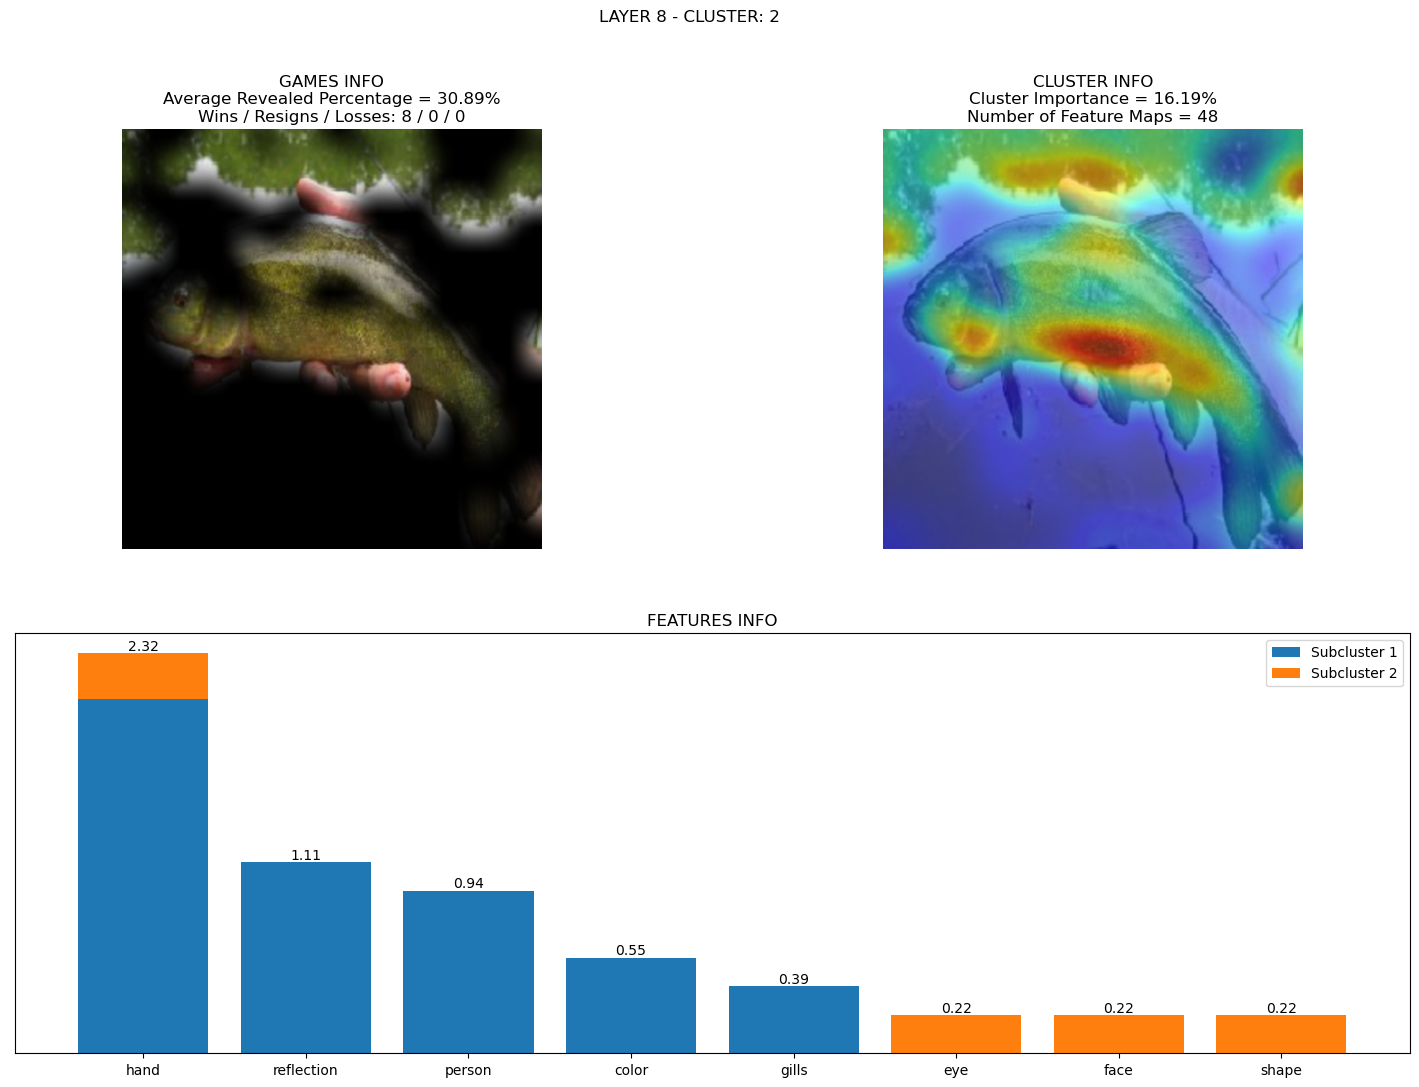 LAYER 8 - CLUSTER: 2
GAMES INFO
Average Revealed Percentage = 30.89%
Wins / Resigns / Losses: 8 / 0 / 0
CLUSTER INFO
Cluster Importance = 16.19%
Number of Feature Maps = 48
FEATURES INFO
Subcluster 1
Subcluster 2
2.32
1.11
0.94
0.55
0.39
0.22
0.22
0.22
hand
reflection
person
color
gills
eye
face
shape